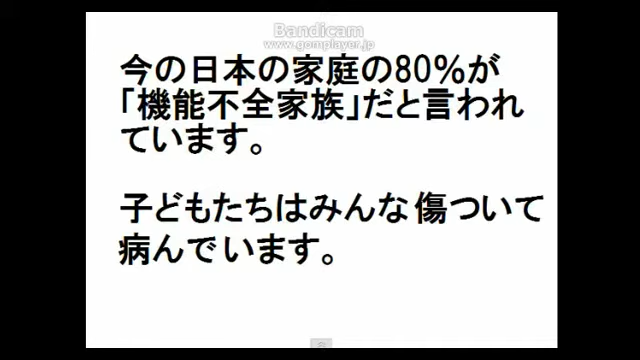 Bandicam
www.gomplayer.jp
今の日本の家庭の80%が
「機能不全家族」だと言われ
ています。
子どもたちはみんな傷ついて
病んでいます。